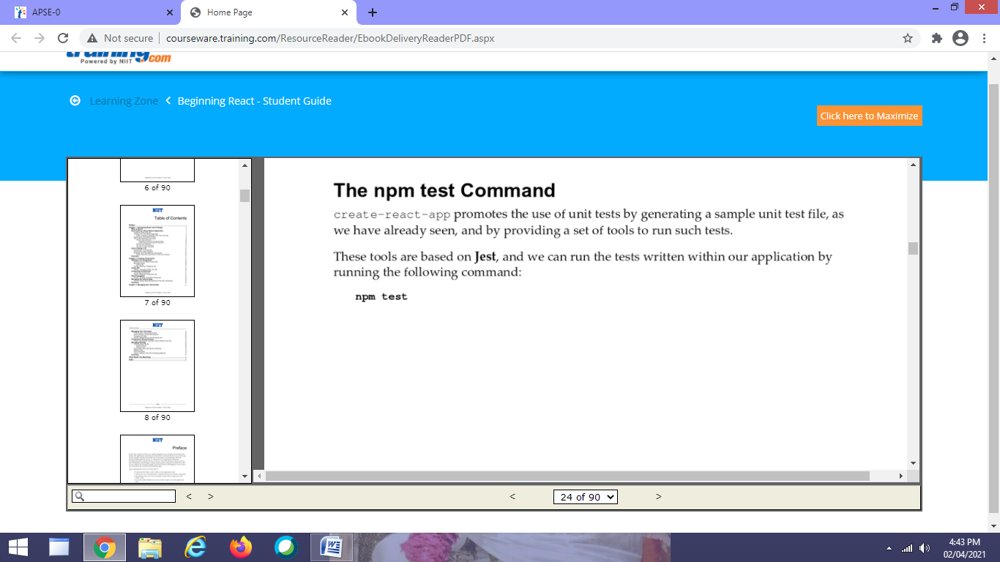 APSE-0
Home Page
Not secure
courseware.training.com/ResourceReader/EbookDeliveryReaderPDF.aspx
training.com
Powered by NIIT
Learning Zone < Beginning React - Student Guide
Click here to Maximize
6 of 90
NIIT
Table of Contents
7 of 90
NIIT
8 of 90
NIIT
Preface
The npm test Command
create-react-app promotes the use of unit tests by generating a sample unit test file, as
we have already seen, and by providing a set of tools to run such tests.
These tools are based on Jest, and we can run the tests written within our application by
running the following command:
npm test
< >
< 24 of 90 >
4:43 PM
02/04/2021